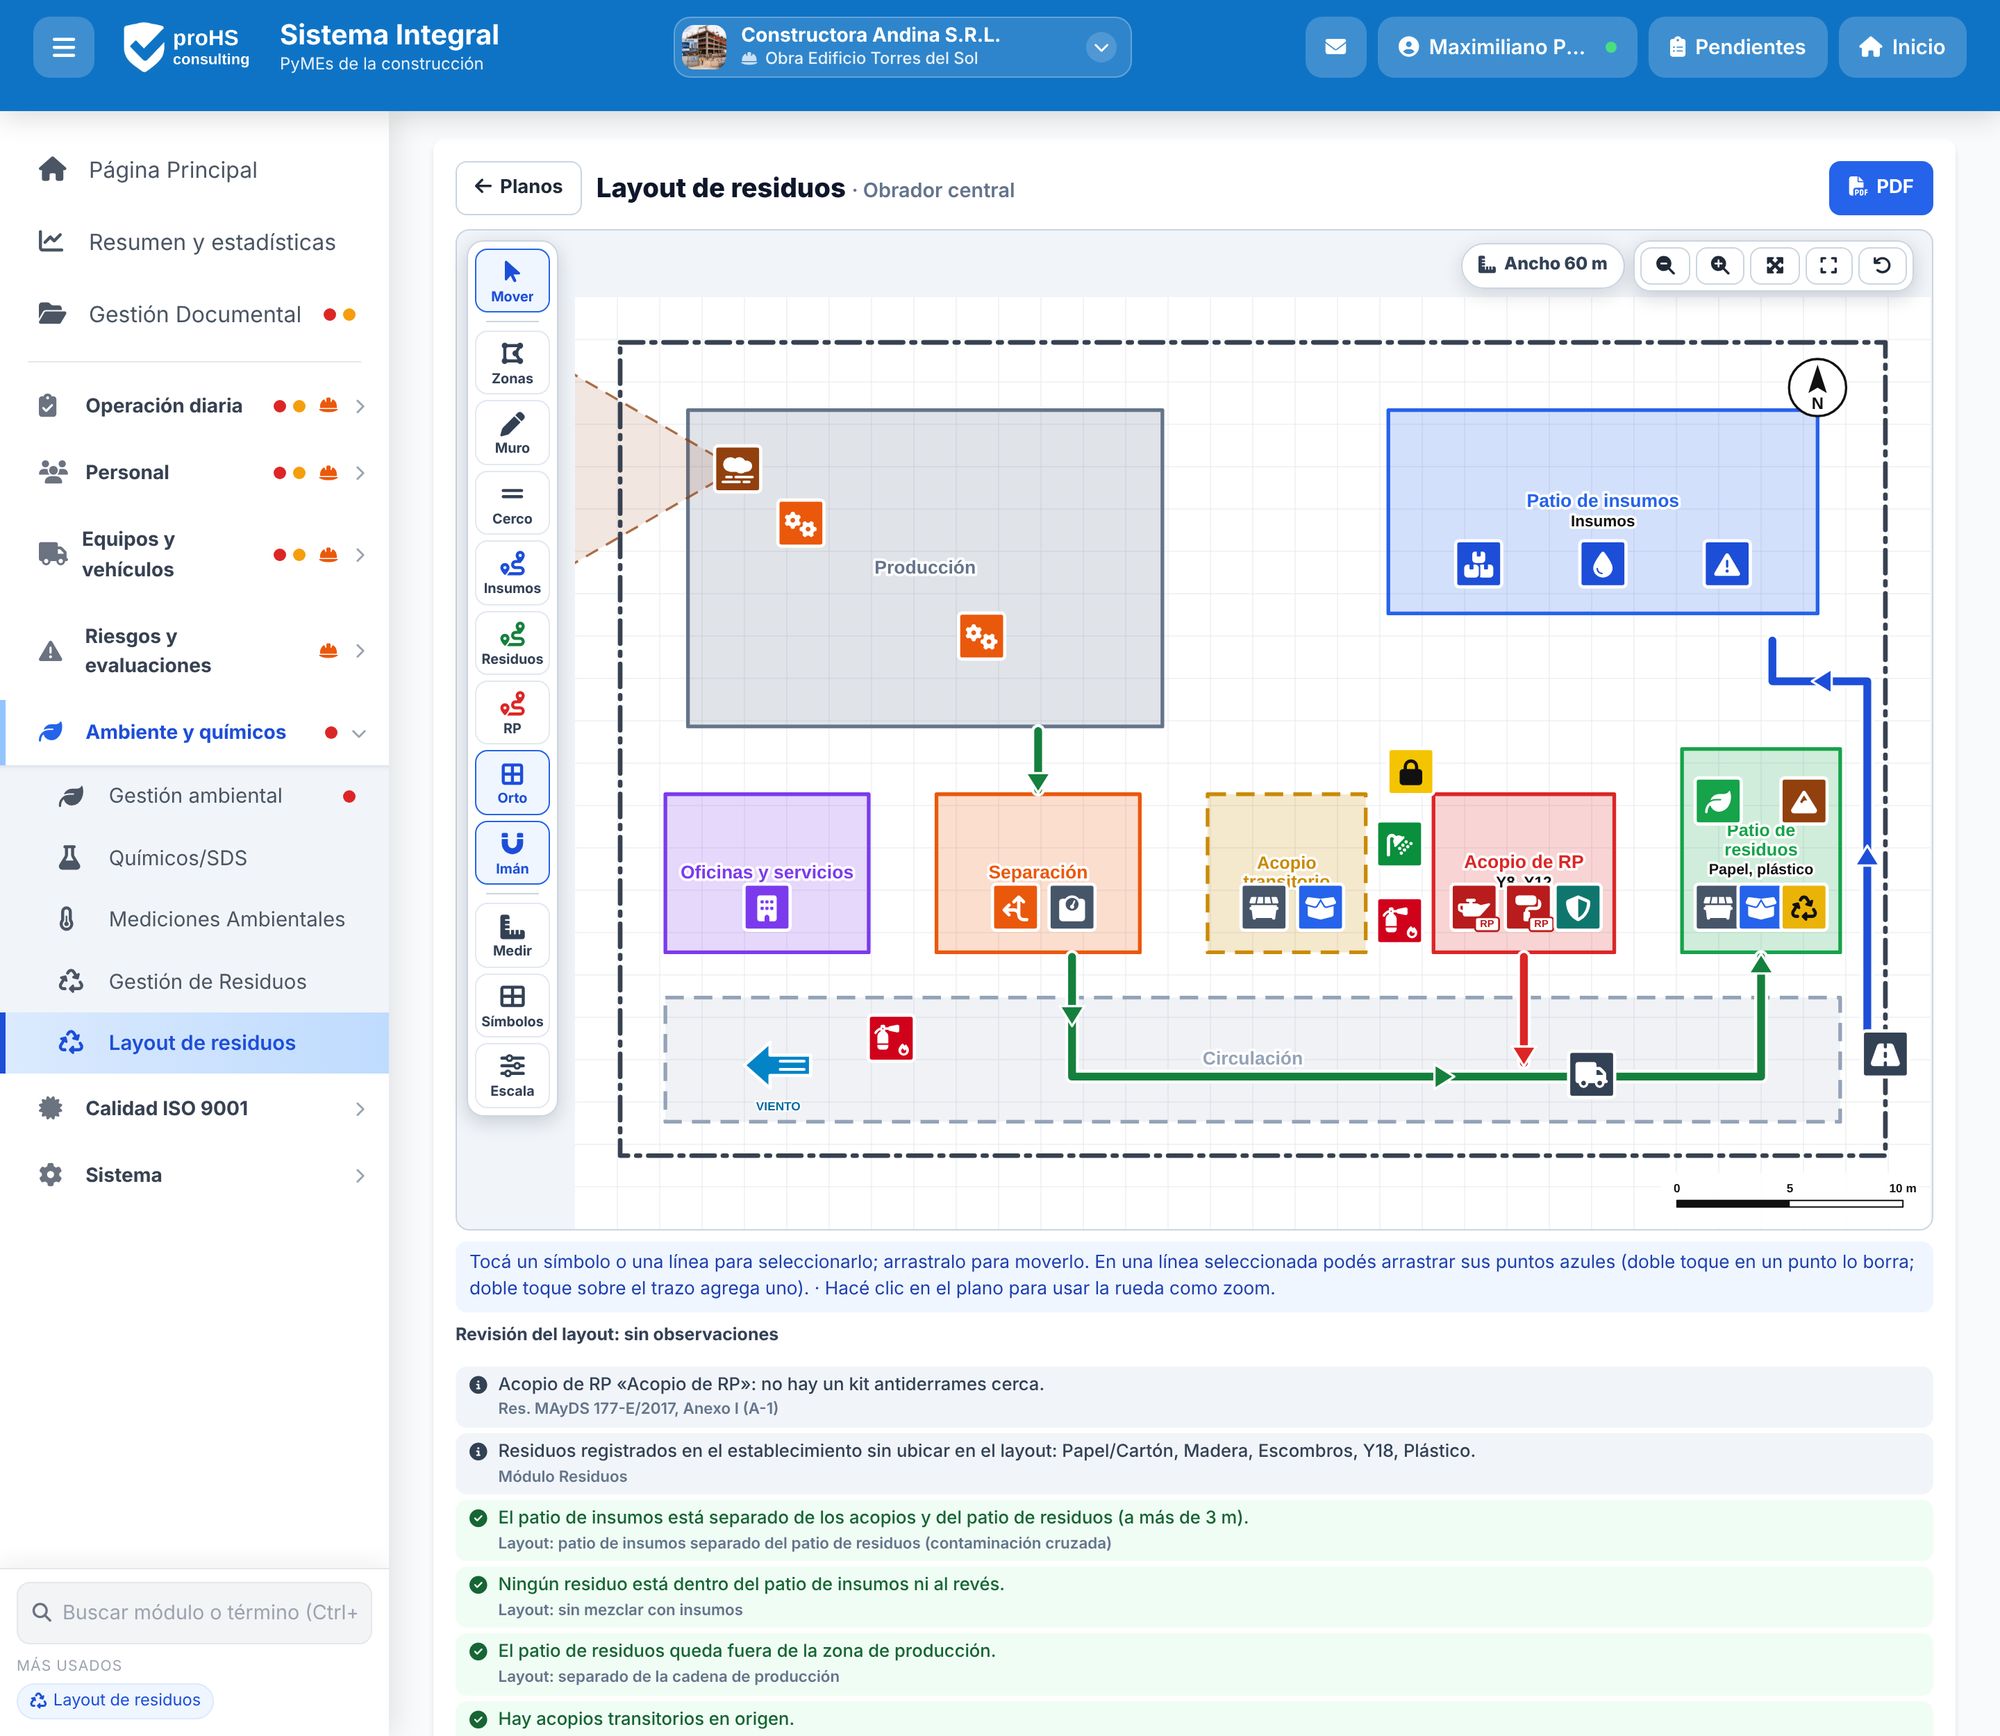 proHS
consulting
Sistema Integral
PyMEs de la construcción
Constructora Andina S.R.L.
Obra Edificio Torres del Sol
Maximiliano P...
Pendientes
Inicio
Página Principal
Resumen y estadísticas
Gestión Documental
Operación diaria
Personal
Equipos y
vehículos
Riesgos y
evaluaciones
Ambiente y químicos
Gestión ambiental
Químicos/SDS
Mediciones Ambientales
Gestión de Residuos
Layout de residuos
Calidad ISO 9001
Sistema
Buscar módulo o término (Ctrl+
MÁS USADOS
Layout de residuos
Planos
Layout de residuos · Obrador central
PDF
Mover
Zonas
Muro
Cerco
Insumos
Residuos
RP
Orto
Imán
Medir
Símbolos
Escala
Ancho 60 m
N
Producción
Patio de insumos
Insumos
Oficinas y servicios
Separación
Acopio
transitorio
Acopio de RP
Y8, Y12
RP
RP
Patio de
residuos
Papel, plástico
Circulación
VIENTO
0 5 10 m
Tocá un símbolo o una línea para seleccionarlo; arrastralo para moverlo. En una línea seleccionada podés arrastrar sus puntos azules (doble toque en un punto lo borra;
doble toque sobre el trazo agrega uno). · Hacé clic en el plano para usar la rueda como zoom.
Revisión del layout: sin observaciones
Acopio de RP «Acopio de RP»: no hay un kit antiderrames cerca.
Res. MAyDS 177-E/2017, Anexo I (A-1)
Residuos registrados en el establecimiento sin ubicar en el layout: Papel/Cartón, Madera, Escombros, Y18, Plástico.
Módulo Residuos
El patio de insumos está separado de los acopios y del patio de residuos (a más de 3 m).
Layout: patio de insumos separado del patio de residuos (contaminación cruzada)
Ningún residuo está dentro del patio de insumos ni al revés.
Layout: sin mezclar con insumos
El patio de residuos queda fuera de la zona de producción.
Layout: separado de la cadena de producción
Hay acopios transitorios en origen.